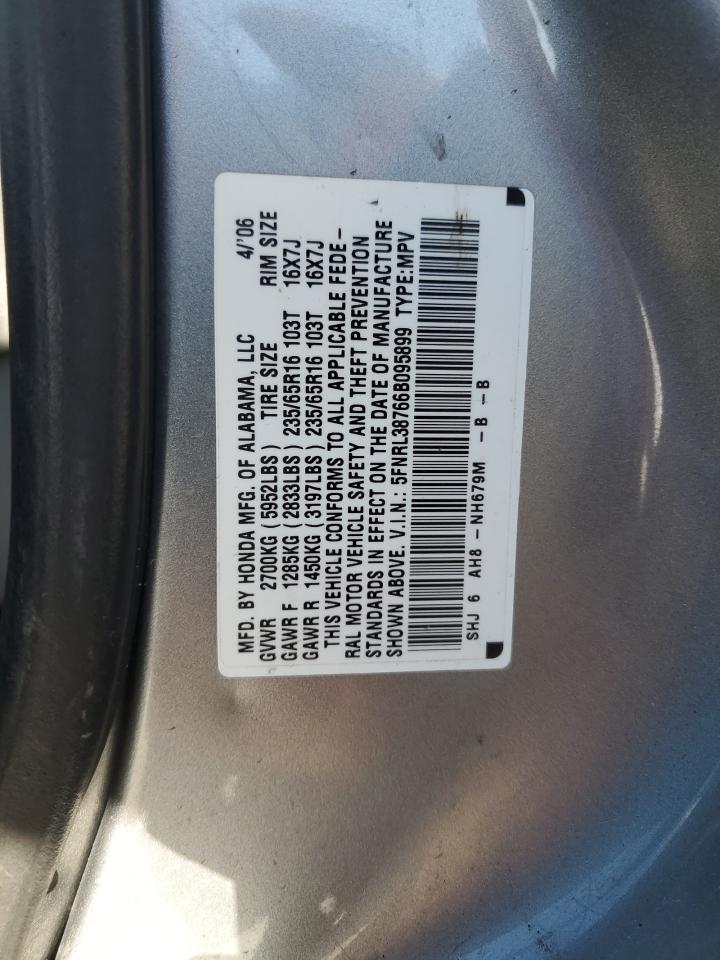 MFD. BY HONDA MFG. OF ALABAMA, LLC 4/'06
GVWR 2700KG (5952LBS) TIRE SIZE RIM SIZE
GAWR F 1285KG (2833LBS) 235/65R16 103T 16X7J
GAWR R 1450KG (3197LBS) 235/65R16 103T 16X7J
THIS VEHICLE CONFORMS TO ALL APPLICABLE FEDE-
RAL MOTOR VEHICLE SAFETY AND THEFT PREVENTION
STANDARDS IN EFFECT ON THE DATE OF MANUFACTURE
SHOWN ABOVE. V.I.N.: 5FNRL38766B095899 TYPE:MPV
SHJ 6 AH8 -NH679M -B -B